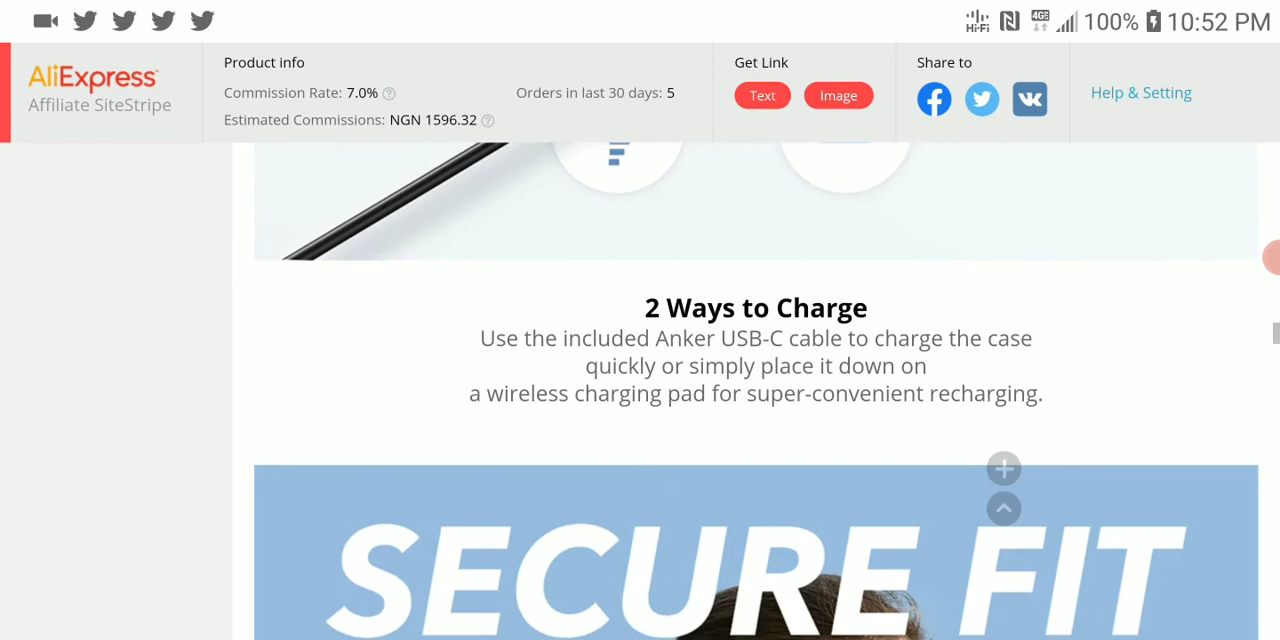 Hi-Fi 4GE 100% 10:52 PM
AliExpress
Affiliate SiteStripe
Product info
Commission Rate: 7.0%
Orders in last 30 days: 5
Estimated Commissions: NGN 1596.32
Get Link
Text Image
Share to
Help & Setting
2 Ways to Charge
Use the included Anker USB-C cable to charge the case
quickly or simply place it down on
a wireless charging pad for super-convenient recharging.
SECURE FIT